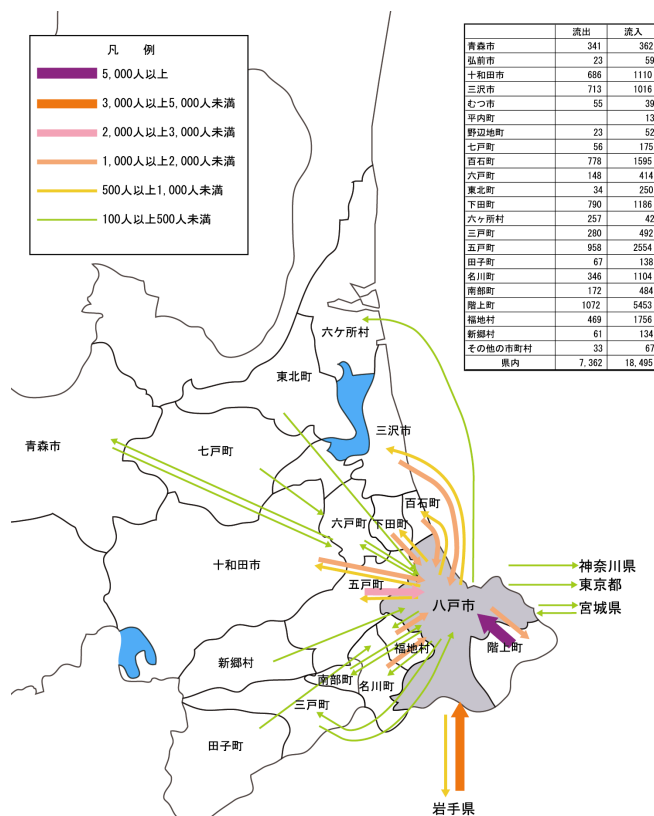 凡 例
5,000人以上
3,000人以上5,000人未満
2,000人以上3,000人未満
1,000人以上2,000人未満
500人以上1,000人未満
100人以上500人未満
流出 流入
青森市 341 362
弘前市 23 59
十和田市 686 1110
三沢市 713 1016
むつ市 55 39
平内町 13
野辺地町 23 52
七戸町 56 175
百石町 778 1595
六戸町 148 414
東北町 34 250
下田町 790 1186
六ヶ所村 257 42
三戸町 280 492
五戸町 958 2554
田子町 67 138
名川町 346 1104
南部町 172 484
階上町 1072 5453
福地村 469 1756
新郷村 61 134
その他の市町村 33 67
県内 7,362 18,495
六ケ所村
東北町
三沢市
青森市
七戸町
百石町
六戸町
下田町
十和田市
五戸町
神奈川県
東京都
八戸市
宮城県
福地村
階上町
新郷村
南部町
名川町
三戸町
田子町
岩手県